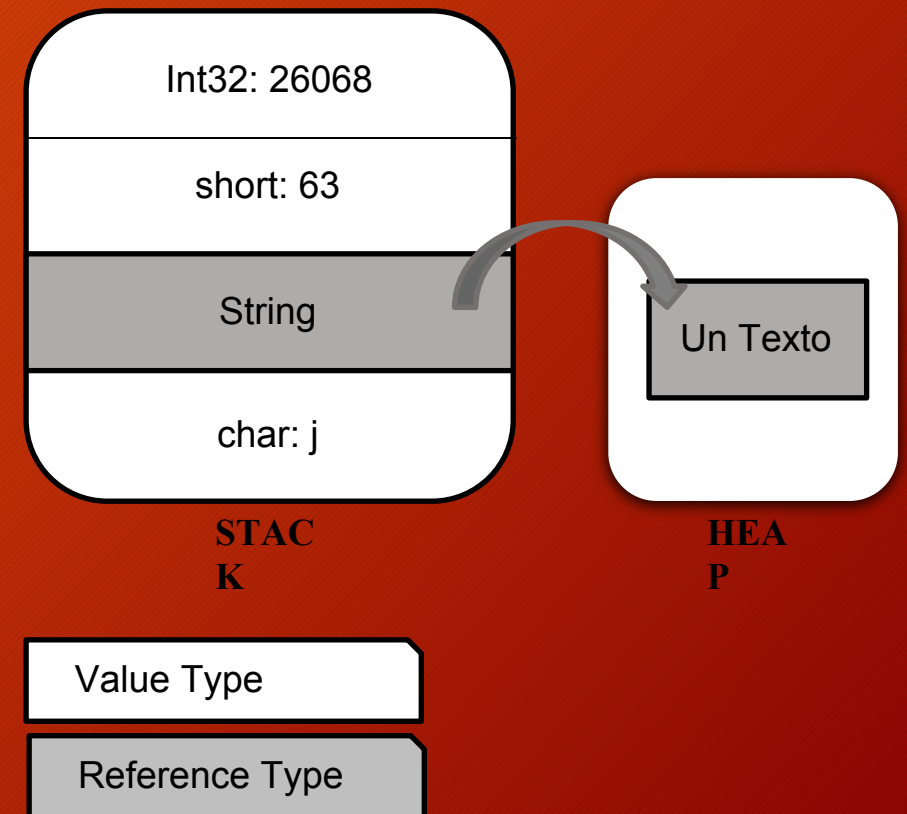 Int32: 26068
short: 63
String
char: j
Un Texto
STAC
K
HEA
P
Value Type
Reference Type